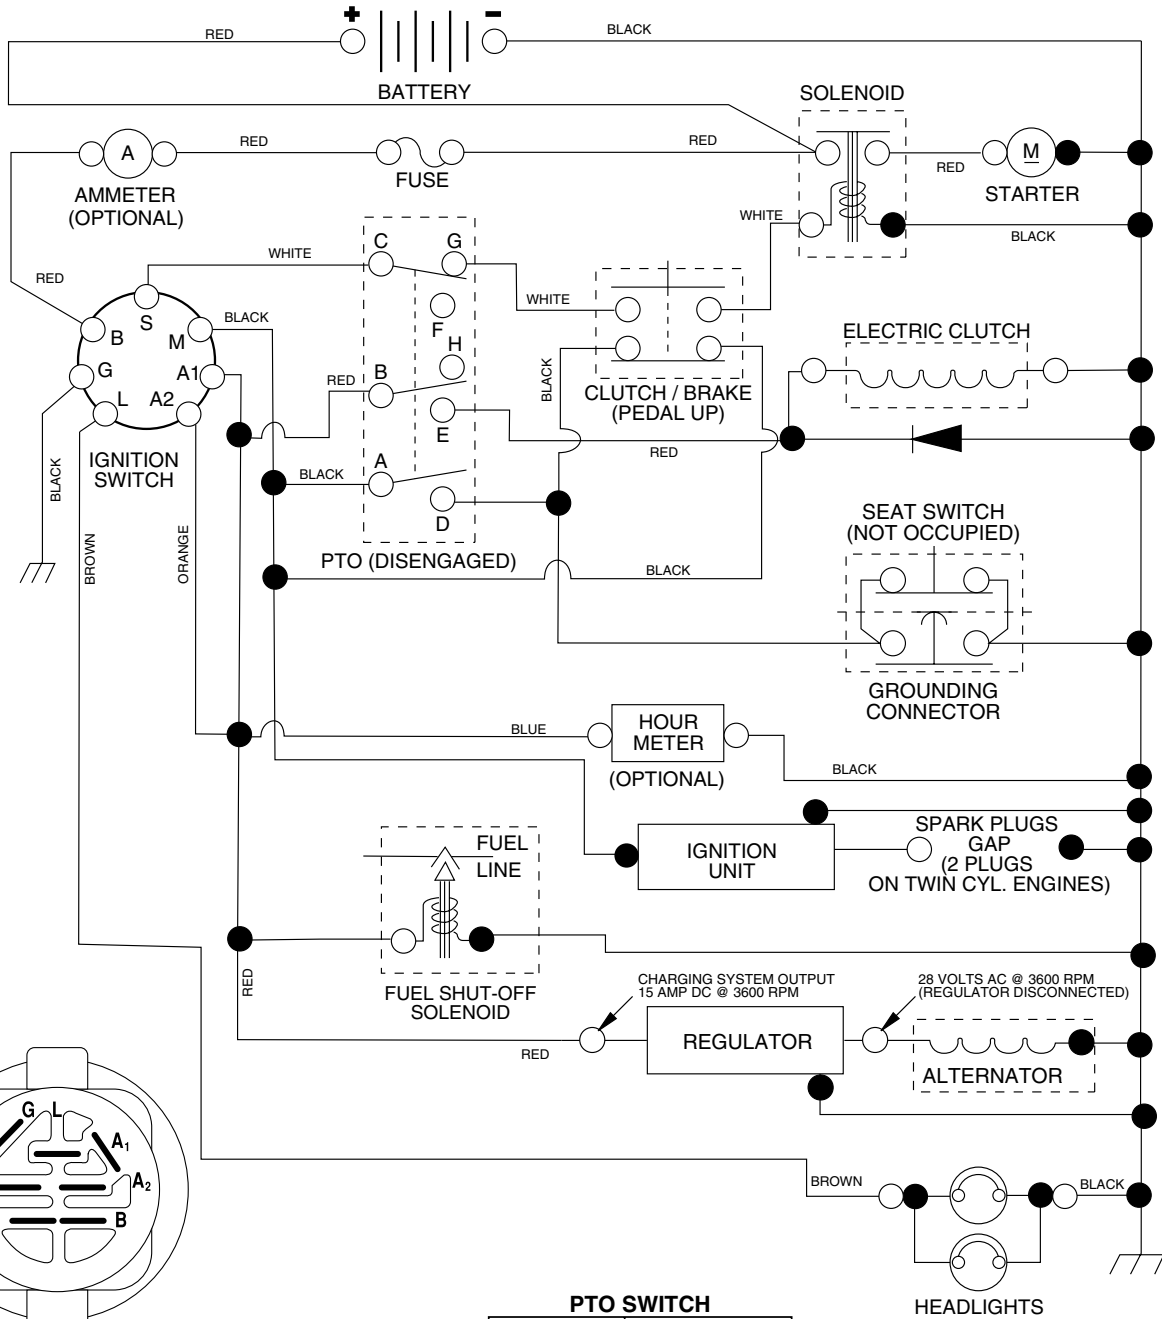 +
-
RED
BLACK
BATTERY
SOLENOID
A
RED
RED
M
RED
AMMETER
(OPTIONAL)
FUSE
STARTER
WHITE
BLACK
C
G
WHITE
RED
S
BLACK
WHITE
F
B
M
ELECTRIC CLUTCH
H
G
A1
B
RED
BLACK
CLUTCH / BRAKE
(PEDAL UP)
L
A2
E
RED
IGNITION
SWITCH
BLACK
A
BLACK
D
SEAT SWITCH
(NOT OCCUPIED)
BROWN
ORANGE
PTO (DISENGAGED)
BLACK
GROUNDING
CONNECTOR
BLUE
HOUR
METER
(OPTIONAL)
BLACK
SPARK PLUGS
GAP
(2 PLUGS
ON TWIN CYL. ENGINES)
FUEL
LINE
IGNITION
UNIT
RED
FUEL SHUT-OFF
SOLENOID
CHARGING SYSTEM OUTPUT
15 AMP DC @ 3600 RPM
28 VOLTS AC @ 3600 RPM
(REGULATOR DISCONNECTED)
RED
REGULATOR
ALTERNATOR
G
L
A1
A2
B
BROWN
BLACK
PTO SWITCH
HEADLIGHTS